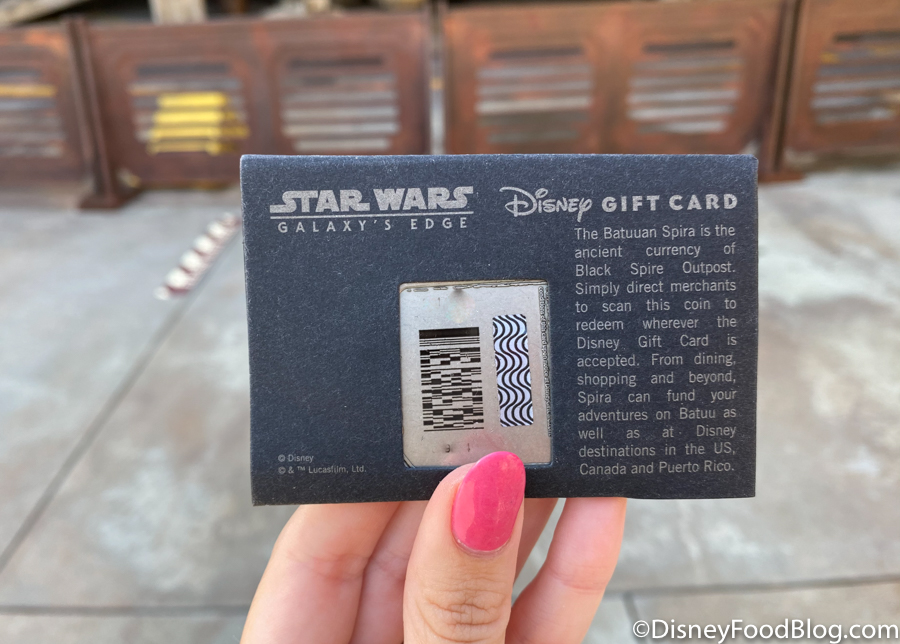 STAR WARS
GALAXY'S EDGE
Disney GIFT CARD
The Batuuan Spira is the
ancient currency of
Black Spire Outpost.
Simply direct merchants
to scan this coin to
redeem wherever the
Disney Gift Card is
accepted. From dining,
shopping and beyond,
Spira can fund your
adventures on Batuu as
well as at Disney
destinations in the US,
Canada and Puerto Rico.
© Disney
© & ™ Lucasfilm, Ltd.
©DisneyFoodBlog.com